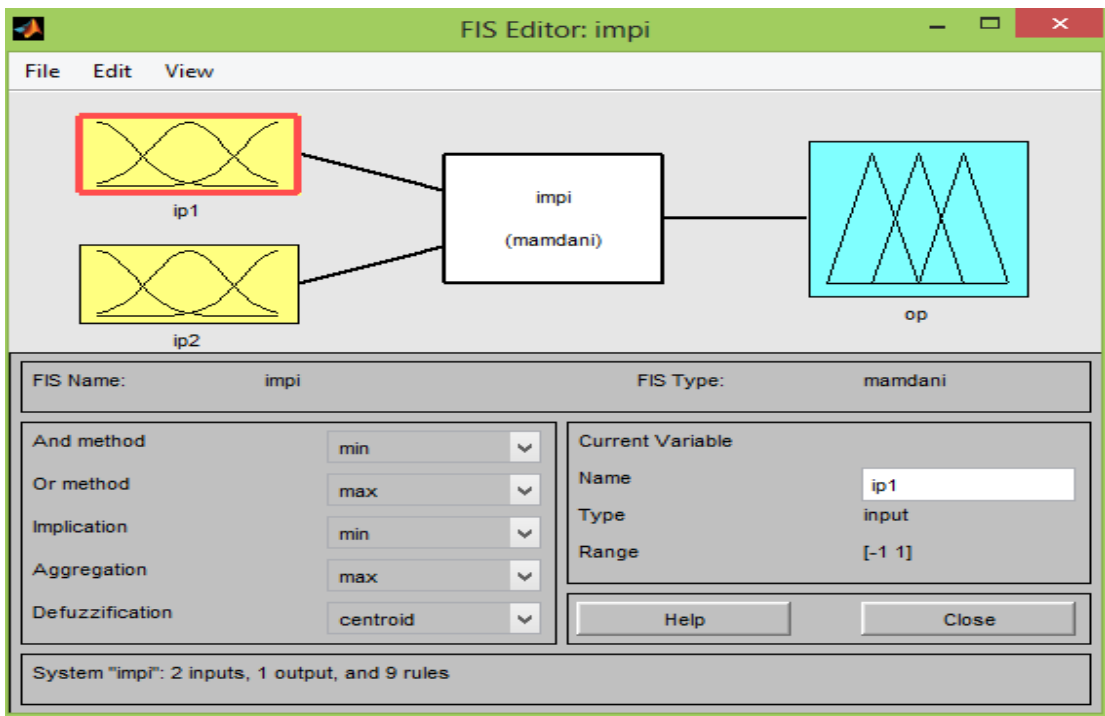 FIS Editor: impi
File Edit View
ip1
impi
(mamdani)
ip2
op
FIS Name: impi FIS Type: mamdani
And method min
Or method max
Implication min
Aggregation max
Defuzzification centroid
Current Variable
Name ip1
Type input
Range [-1 1]
Help Close
System "impi": 2 inputs, 1 output, and 9 rules